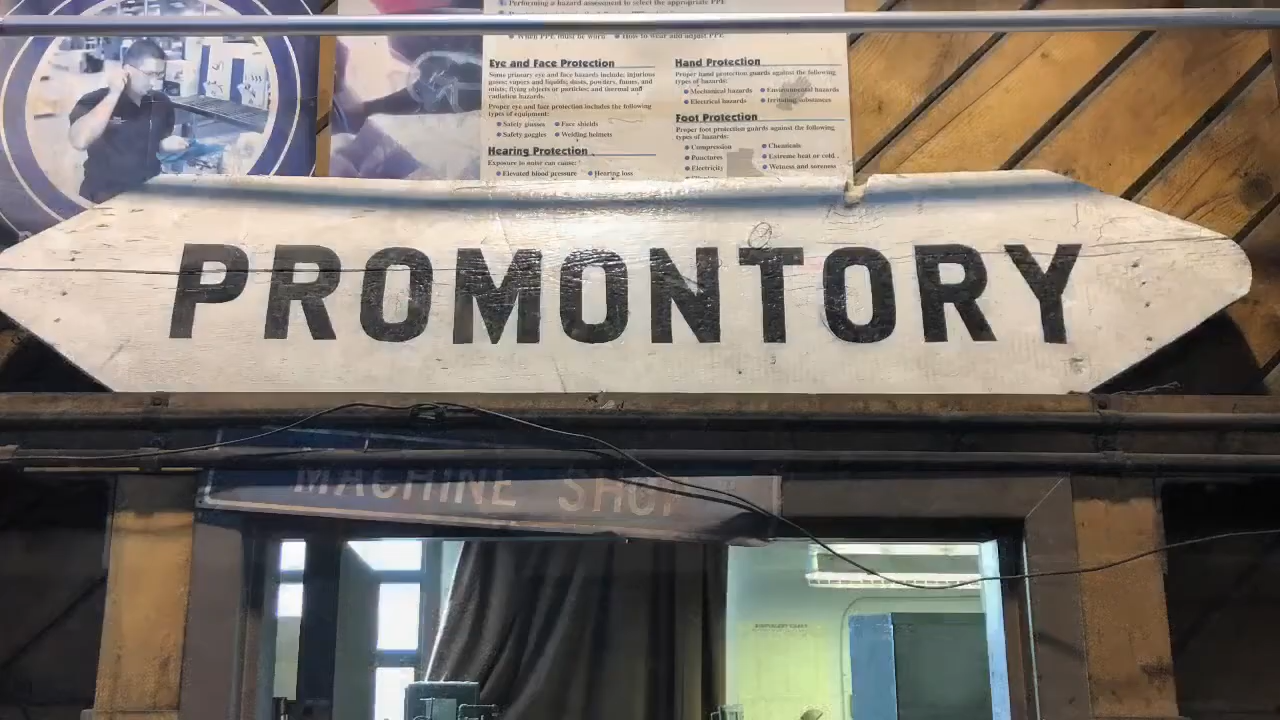 Performing a hazard assessment to select the appropriate PPE
When PPE must be worn • How to wear and adjust PPE
Eye and Face Protection
Some primary eye and face hazards include: injurious
gases; vapors and liquids; dusts, powders, fumes, and
mists; flying objects or particles; and thermal and
radiation hazards.
Proper eye and face protection includes the following
types of equipment:
• Safety glasses • Face shields
• Safety goggles • Welding helmets
Hearing Protection
Exposure to noise can cause:
• Elevated blood pressure • Hearing loss
Hand Protection
Proper hand protection guards against the following
types of hazards:
• Mechanical hazards • Environmental hazards
• Electrical hazards • Irritating substances
Foot Protection
Proper foot protection guards against the following
types of hazards:
• Compression • Chemicals
• Punctures • Extreme heat or cold
• Electricity • Wetness and soreness
PROMONTORY
MACHINE SHOP